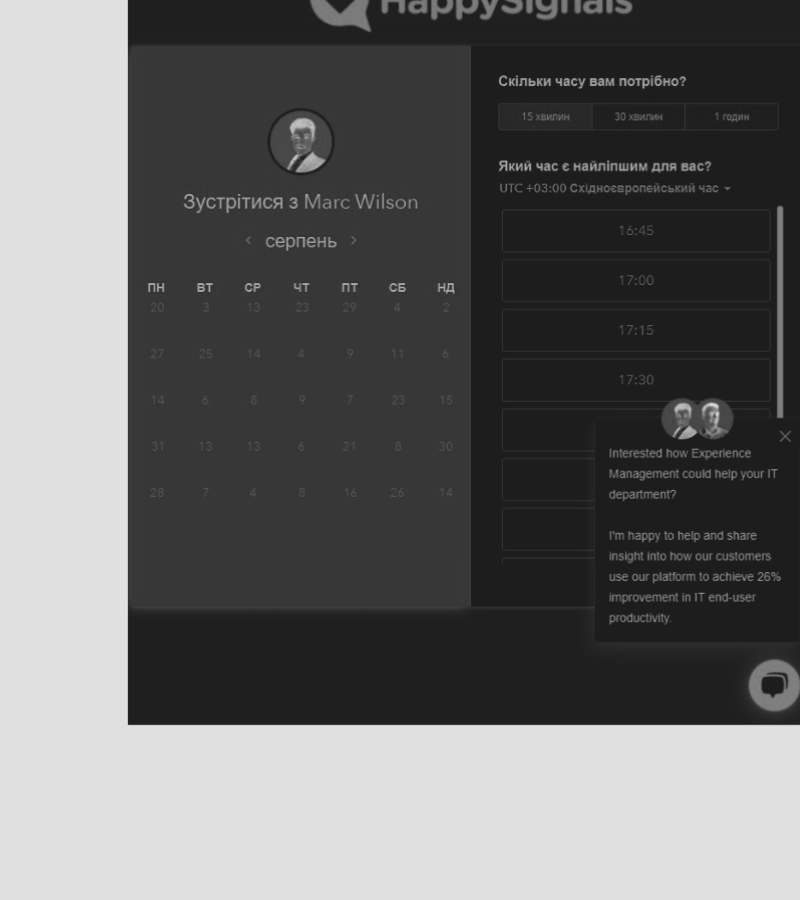 HappySignals
Зустрітися з Marc Wilson
серпень
ПН ВТ СР ЧТ ПТ СБ НД
20 3 13 23 29 4 2
27 25 14 4 9 11 6
14 6 8 9 7 23 15
31 13 13 6 21 8 30
28 7 4 8 16 26 14
Скільки часу вам потрібно?
15 хвилин 30 хвилин 1 годин
Який час є найліпшим для вас?
UTC +03:00 Східноєвропейський час
16:45
17:00
17:15
17:30
Interested how Experience
Management could help your IT
department?
I'm happy to help and share
insight into how our customers
use our platform to achieve 26%
improvement in IT end-user
productivity.